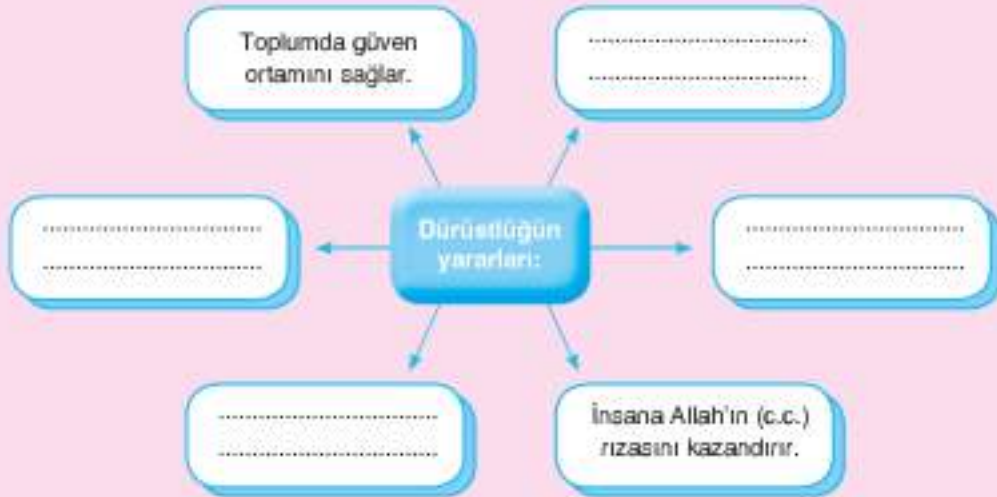 Toplumda güven
ortamını sağlar.
................................................
................................................
................................................
................................................
Dürüstlüğün
yararları:
................................................
................................................
................................................
................................................
İnsana Allah'ın (c.c.)
rızasını kazandırır.